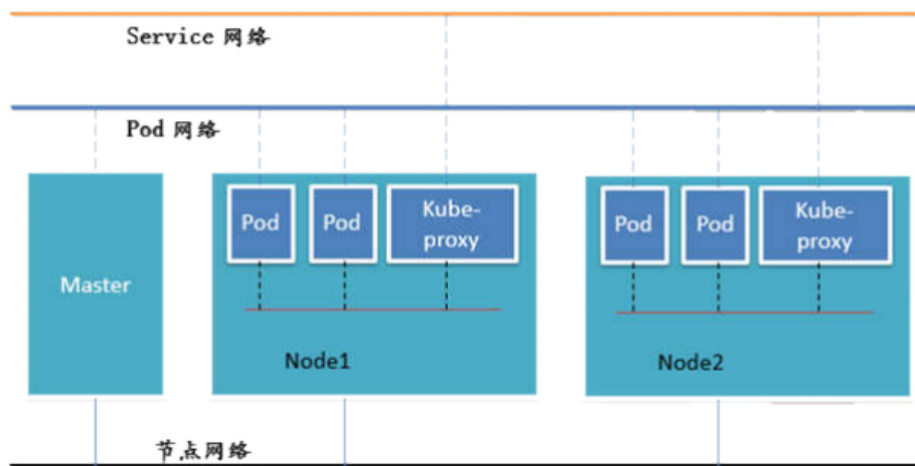 Service 网络
Pod 网络
Master
Pod
Pod
Kube-
proxy
Node1
Pod
Pod
Kube-
proxy
Node2
节点网络